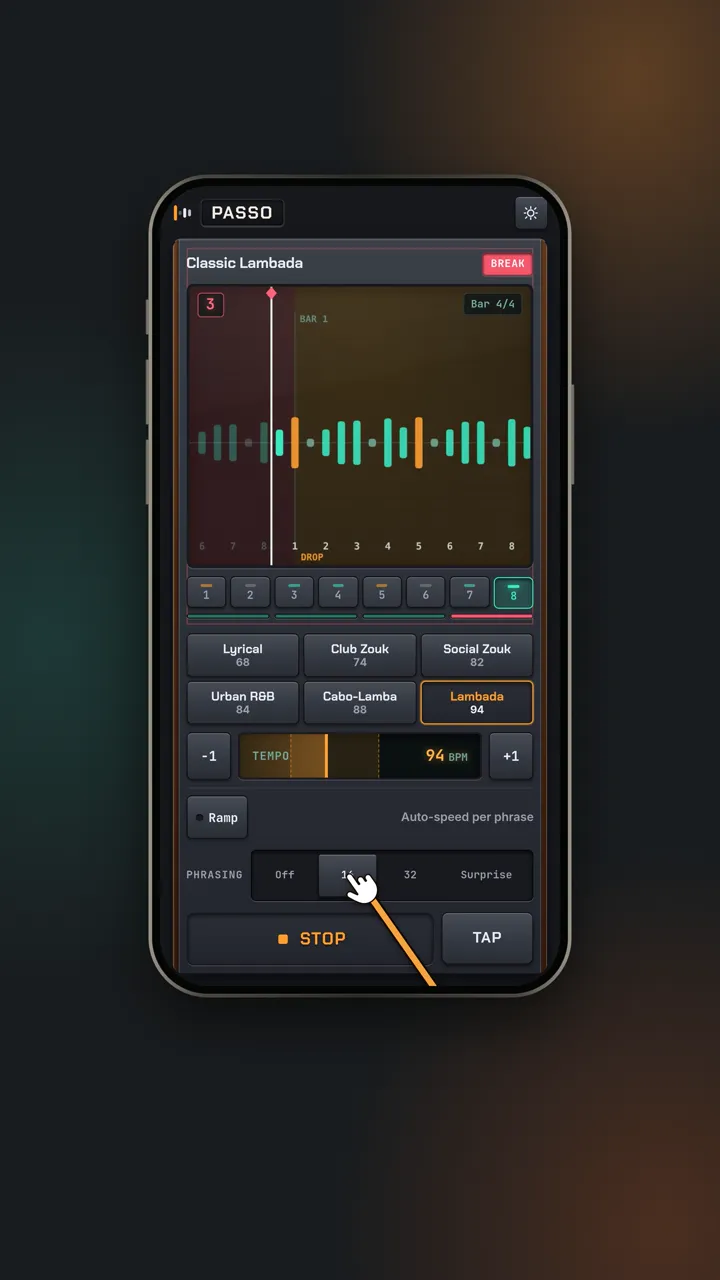 PASSO
Classic Lambada
BREAK
3
Bar 4/4
BAR 1
6 7 8 1 2 3 4 5 6 7 8
DROP
1 2 3 4 5 6 7 8
Lyrical
68
Club Zouk
74
Social Zouk
82
Urban R&B
84
Cabo-Lamba
88
Lambada
94
-1
TEMPO
94 BPM
+1
Ramp
Auto-speed per phrase
PHRASING
Off
32
Surprise
STOP
TAP